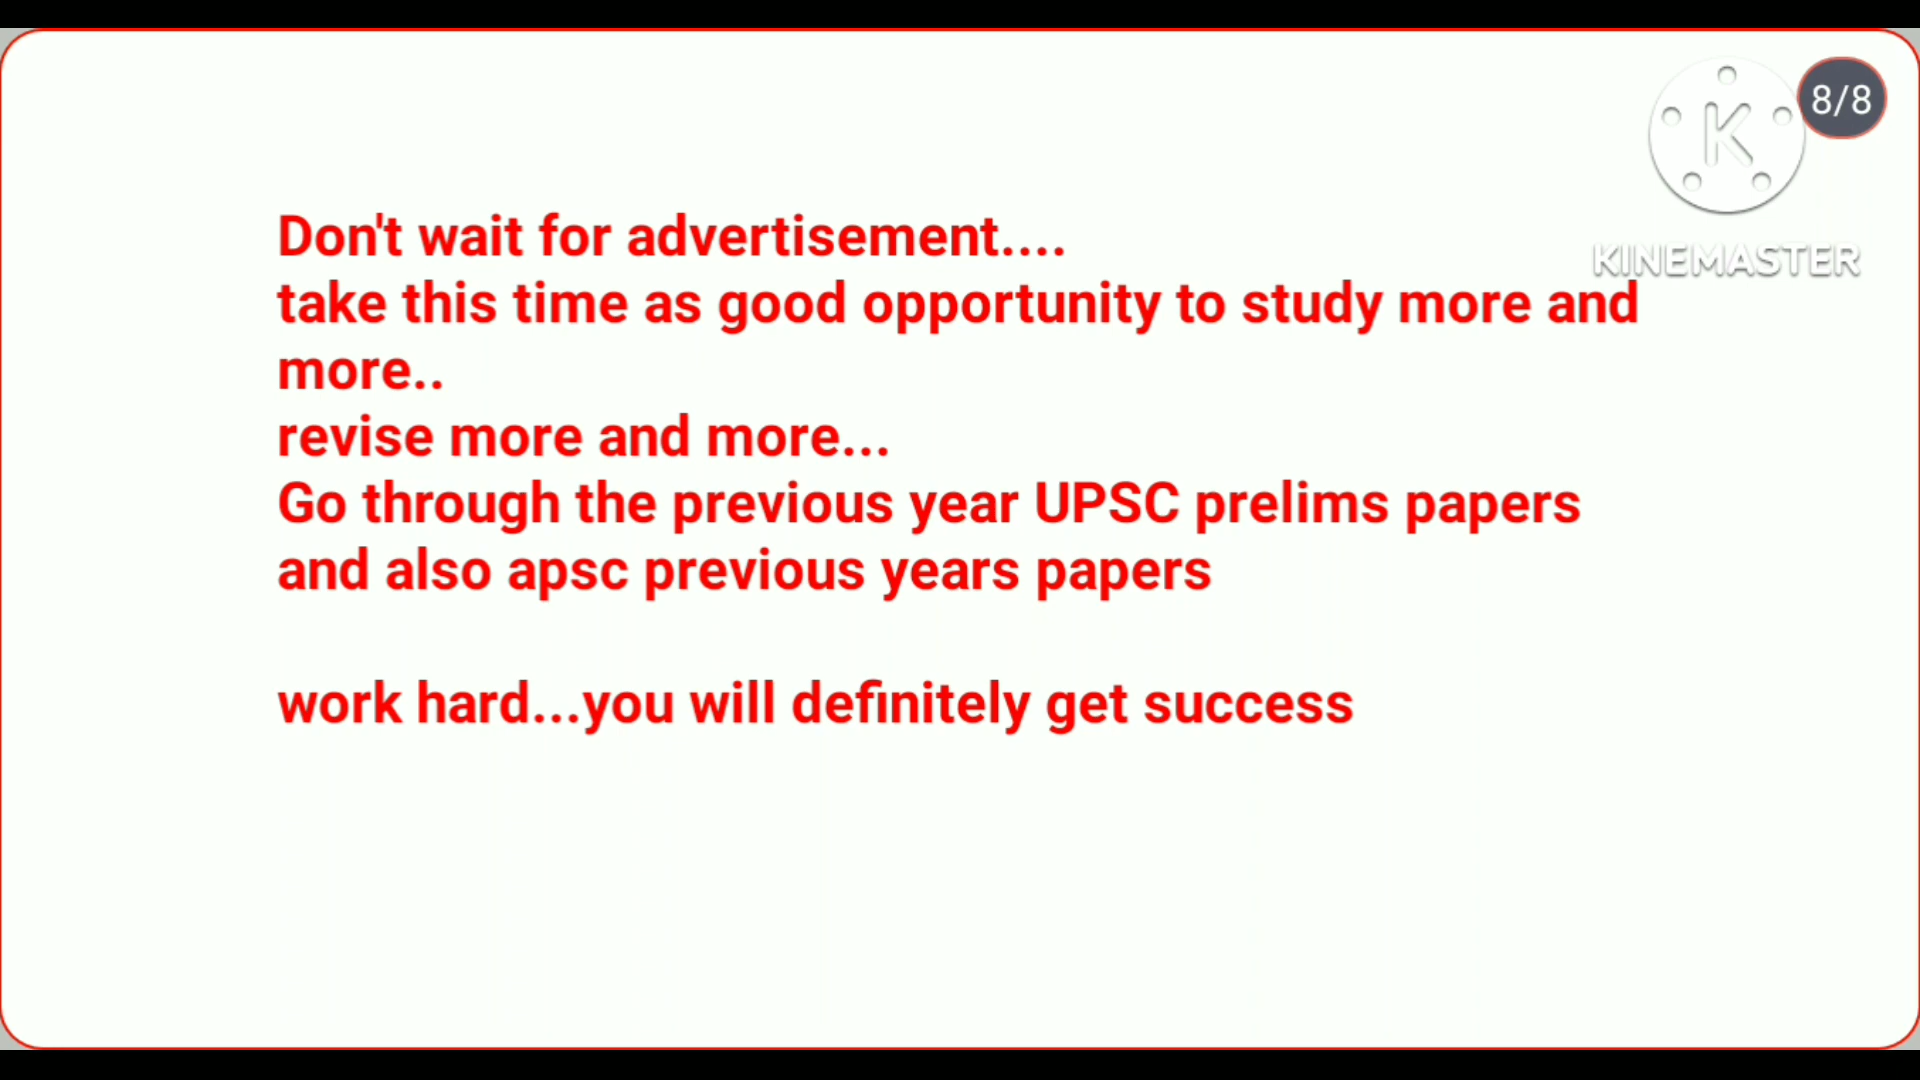 8/8
K
KINEMASTER
Don't wait for advertisement....
take this time as good opportunity to study more and
more..
revise more and more...
Go through the previous year UPSC prelims papers
and also apsc previous years papers
work hard...you will definitely get success